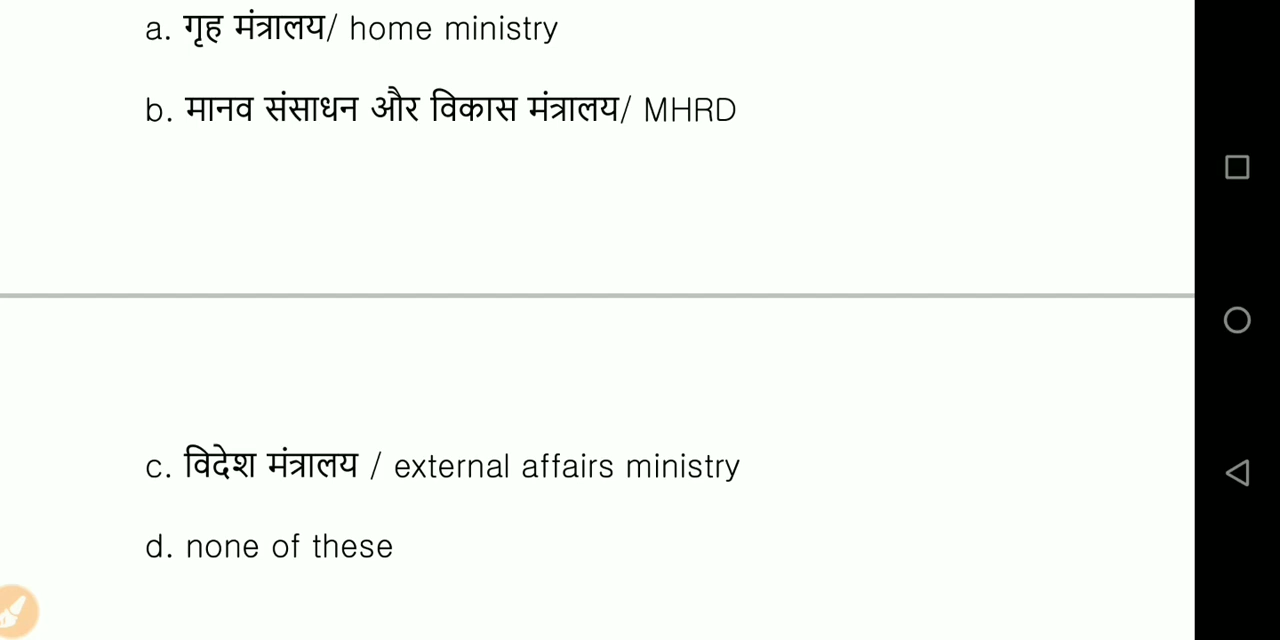 a. गृह मंत्रालय/ home ministry
b. मानव संसाधन और विकास मंत्रालय/ MHRD
c. विदेश मंत्रालय / external affairs ministry
d. none of these